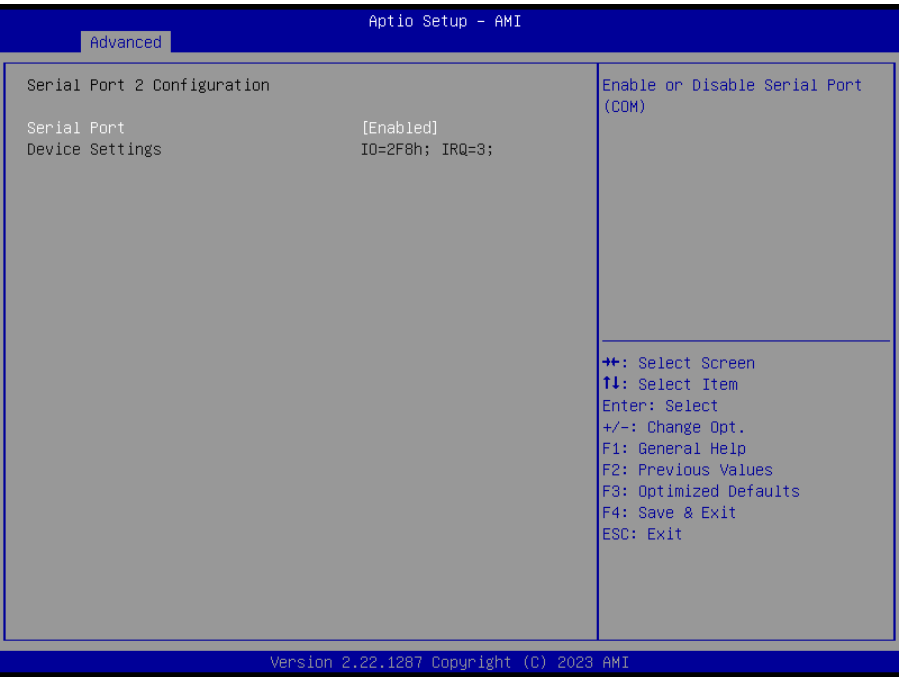 Aptio Setup – AMI
Advanced
Serial Port 2 Configuration
Serial Port [Enabled]
Device Settings IO=2F8h; IRQ=3;
Enable or Disable Serial Port
(COM)
→←: Select Screen
↑↓: Select Item
Enter: Select
+/-: Change Opt.
F1: General Help
F2: Previous Values
F3: Optimized Defaults
F4: Save & Exit
ESC: Exit
Version 2.22.1287 Copyright (C) 2023 AMI